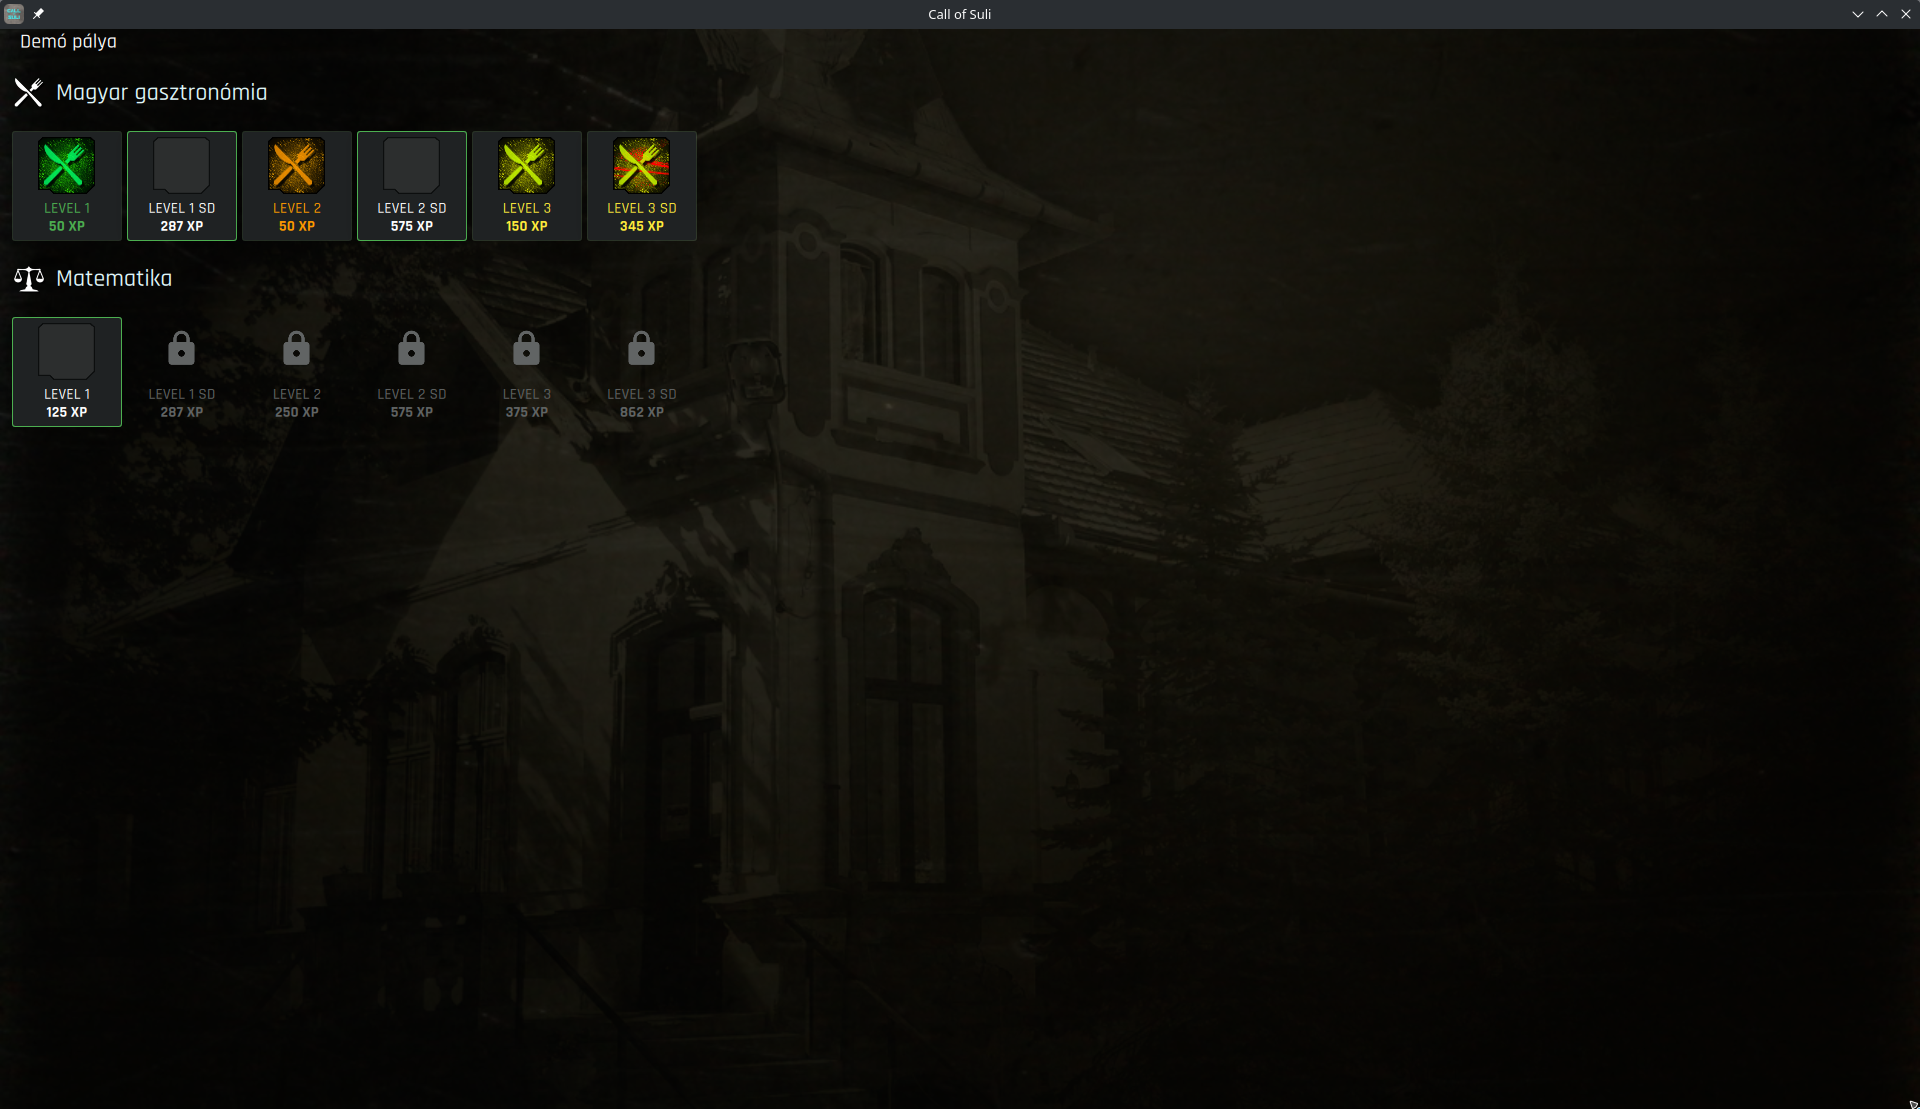 Call of Suli
Demó pálya
Magyar gasztronómia
LEVEL 1
50 XP
LEVEL 1 SD
287 XP
LEVEL 2
50 XP
LEVEL 2 SD
575 XP
LEVEL 3
150 XP
LEVEL 3 SD
345 XP
Matematika
LEVEL 1
125 XP
LEVEL 1 SD
287 XP
LEVEL 2
250 XP
LEVEL 2 SD
575 XP
LEVEL 3
375 XP
LEVEL 3 SD
862 XP